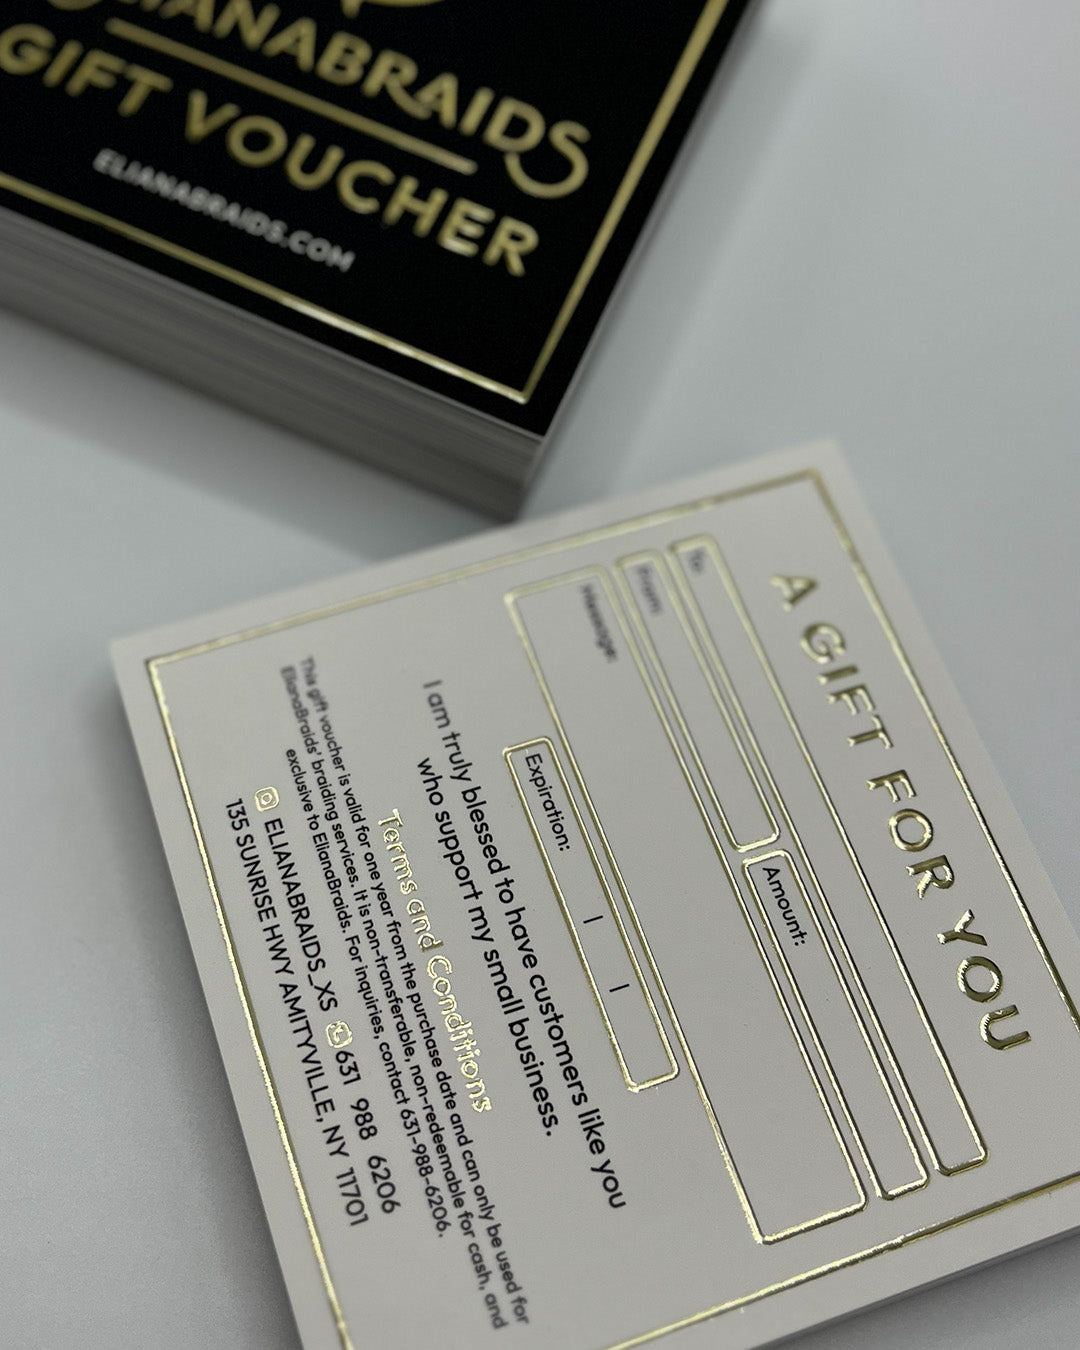 ELIANABRAIDS
GIFT VOUCHER
ELIANABRAIDS.COM
A GIFT FOR YOU
To:
From:
Amount:
Message:
Expiration: / /
I am truly blessed to have customers like you
who support my small business.
Terms and Conditions
This gift voucher is valid for one year from the purchase date and can only be used for
ElianaBraids' braiding services. It is non-transferable, non-redeemable for cash, and
exclusive to ElianaBraids. For inquiries, contact 631-988-6206.
ELIANABRAIDS_XS 631 988 6206
135 SUNRISE HWY AMITYVILLE, NY 11701